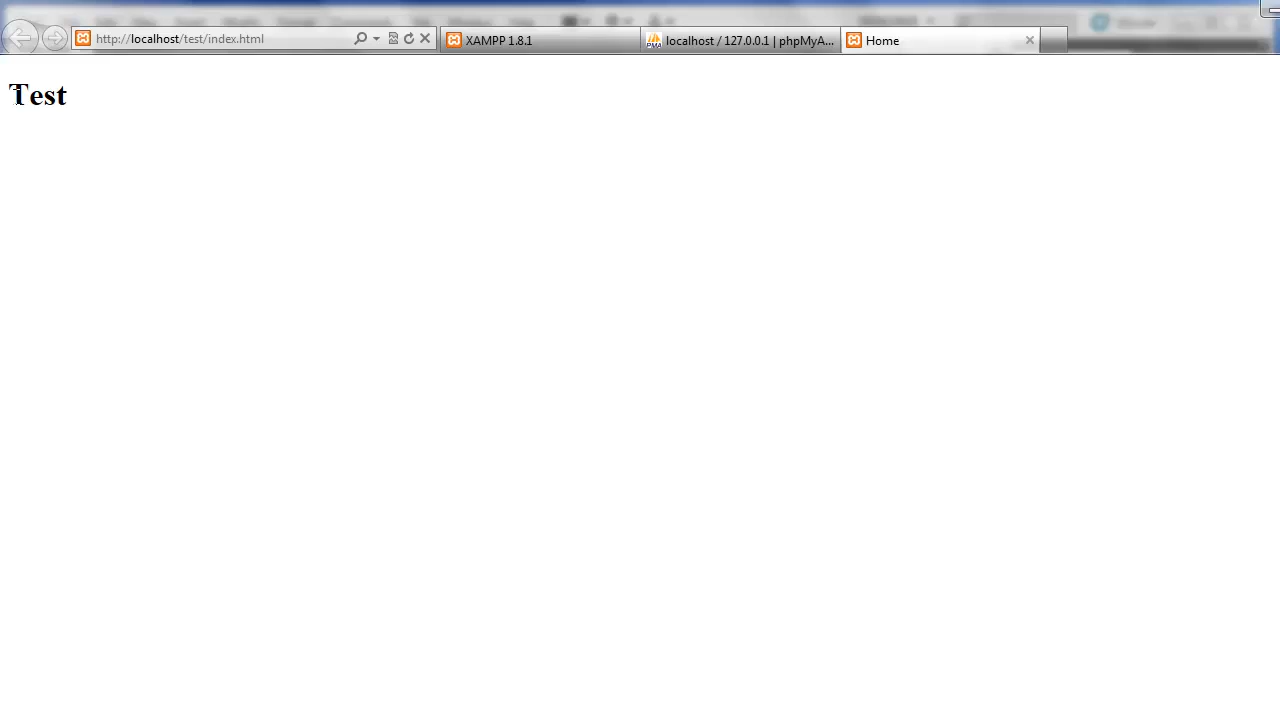 http://localhost/test/index.html
XAMPP 1.8.1
localhost / 127.0.0.1 | phpMyA...
Home
Test